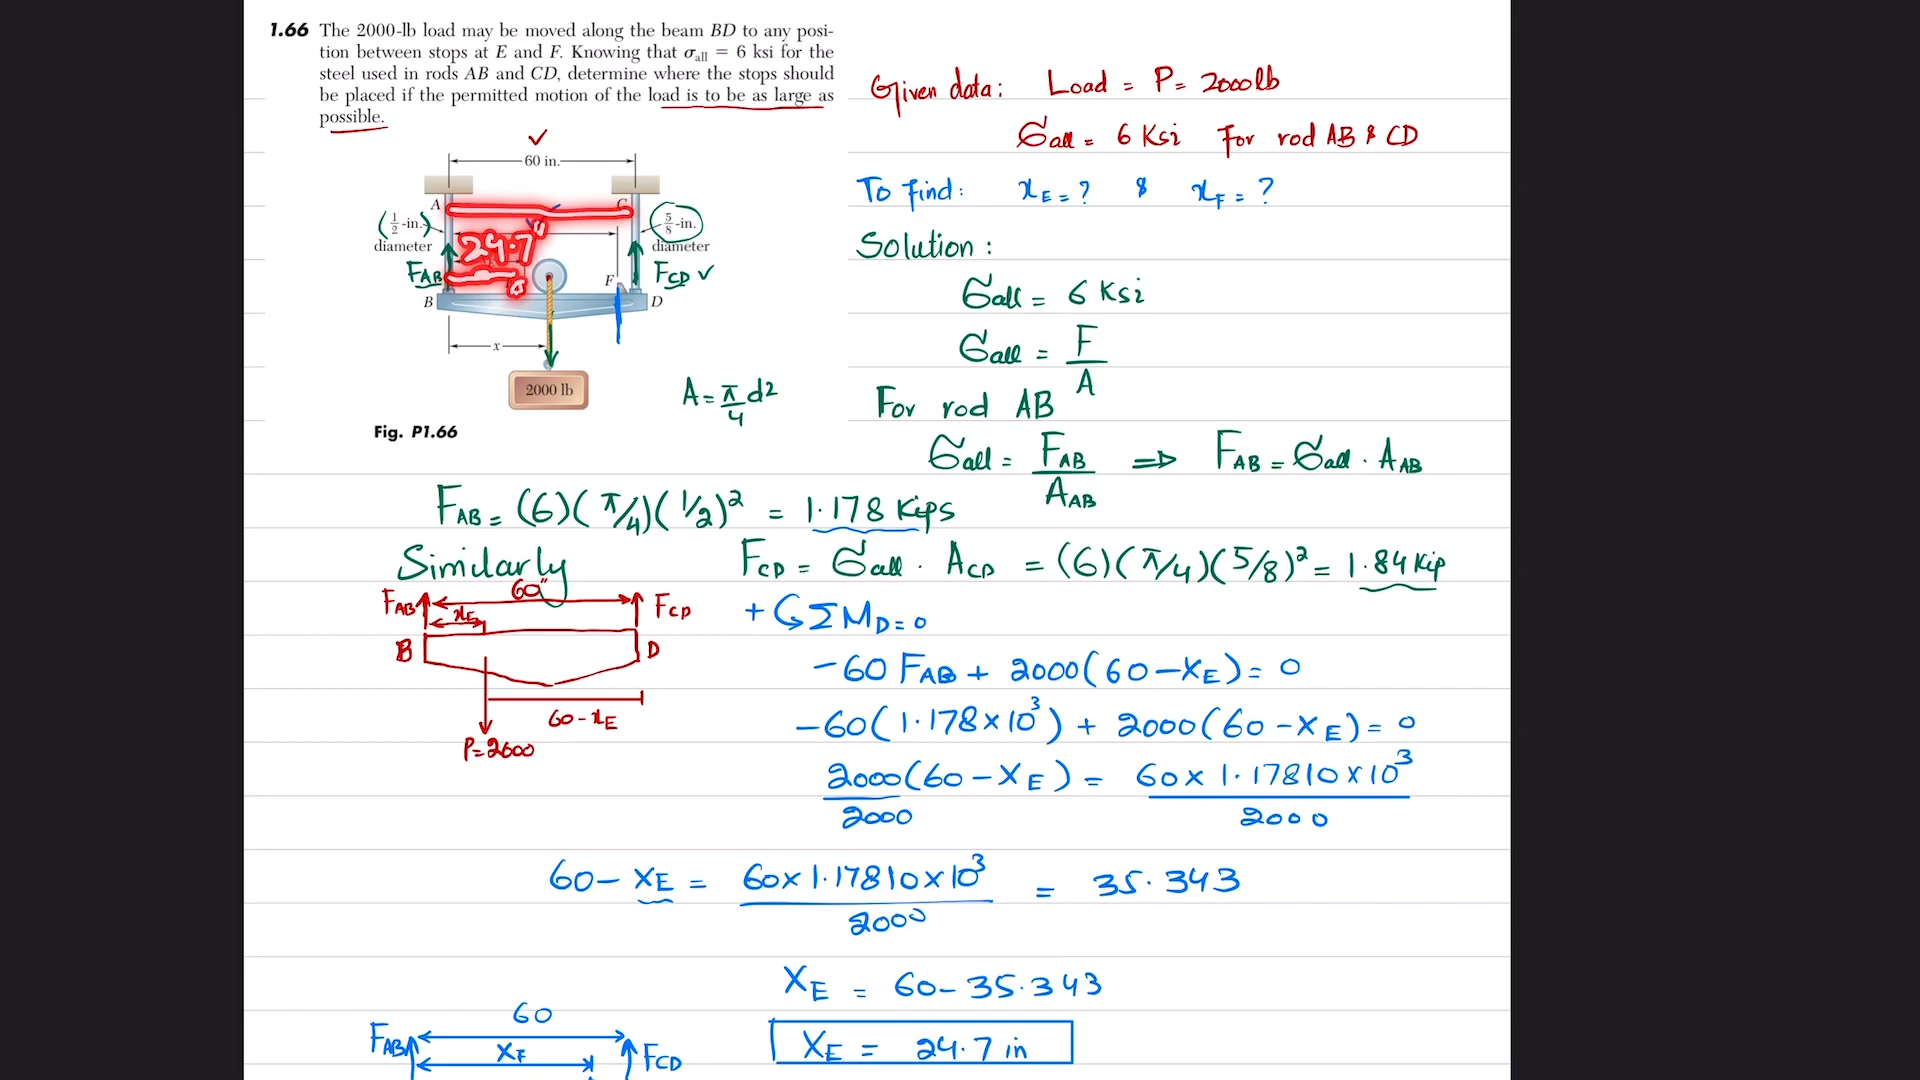 1.66 The 2000-lb load may be moved along the beam BD to any posi-
tion between stops at E and F. Knowing that σall = 6 ksi for the
steel used in rods AB and CD, determine where the stops should
be placed if the permitted motion of the load is to be as large as
possible.
✓
60 in.
A
C
(1/2-in.)
diameter
5/8-in.
diameter
24.7"
FAB
FCD ✓
F
B
D
x
2000 lb
A = π/4 d²
Fig. P1.66
Given data: Load = P = 2000lb
σall = 6 Ksi For rod AB & CD
To find: xE = ? & xF = ?
Solution:
σall = 6 Ksi
σall = F/A
For rod AB
σall = FAB/AAB ⇒ FAB = σall . AAB
FAB = (6)(π/4)(1/2)² = 1.178 Kips
Similarly FCD = σall . ACD = (6)(π/4)(5/8)² = 1.84 Kip
60"
FAB
xE
FCD
B
D
60-xE
P=2000
+ ↺ ΣMD = 0
-60 FAB + 2000(60-XE) = 0
-60(1.178×10³) + 2000(60-XE) = 0
2000(60-XE)/2000 = 60×1.17810×10³/2000
60-XE = 60×1.17810×10³/2000 = 35.343
XE = 60-35.343
XE = 24.7 in
60
FAB
XF
FCD